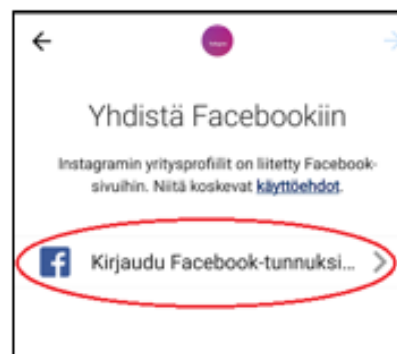 Yhdistä Facebookiin
Instagramin yritysprofiilit on liitetty Facebook-
sivuihin. Niitä koskevat käyttöehdot.
Kirjaudu Facebook-tunnuksi...